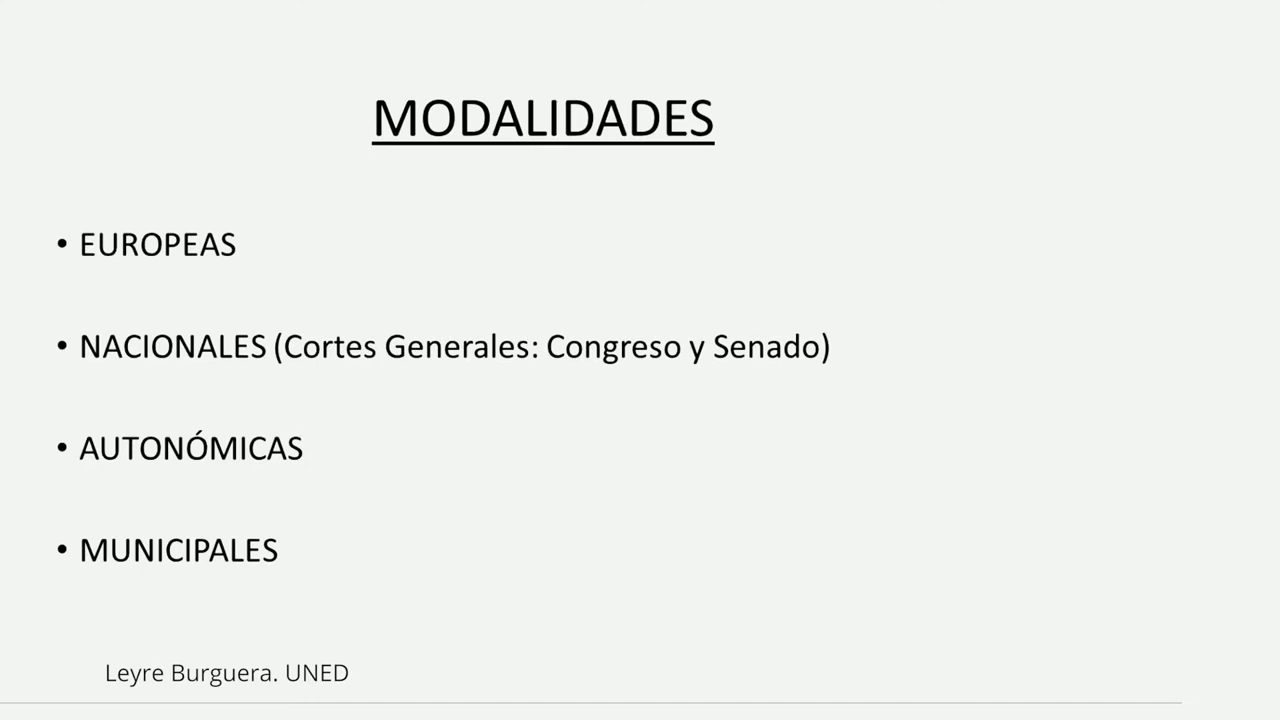 MODALIDADES
• EUROPEAS
• NACIONALES (Cortes Generales: Congreso y Senado)
• AUTONÓMICAS
• MUNICIPALES
Leyre Burguera. UNED